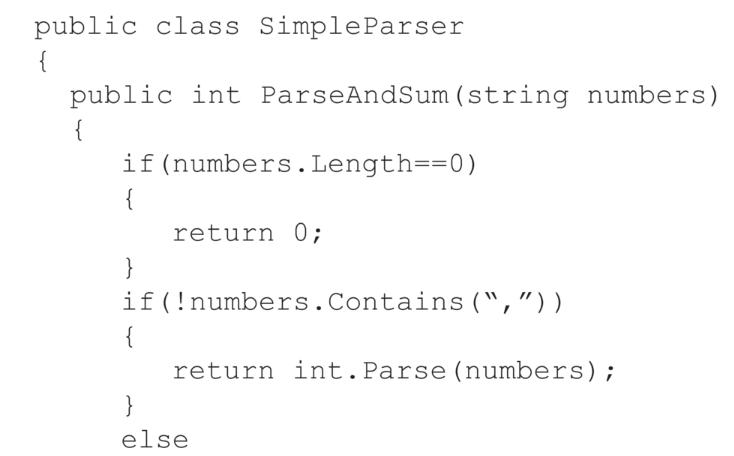 public class SimpleParser
{
public int ParseAndSum(string numbers)
{
if(numbers.Length==0)
{
return 0;
}
if(!numbers.Contains(“,”))
{
return int.Parse(numbers);
}
else